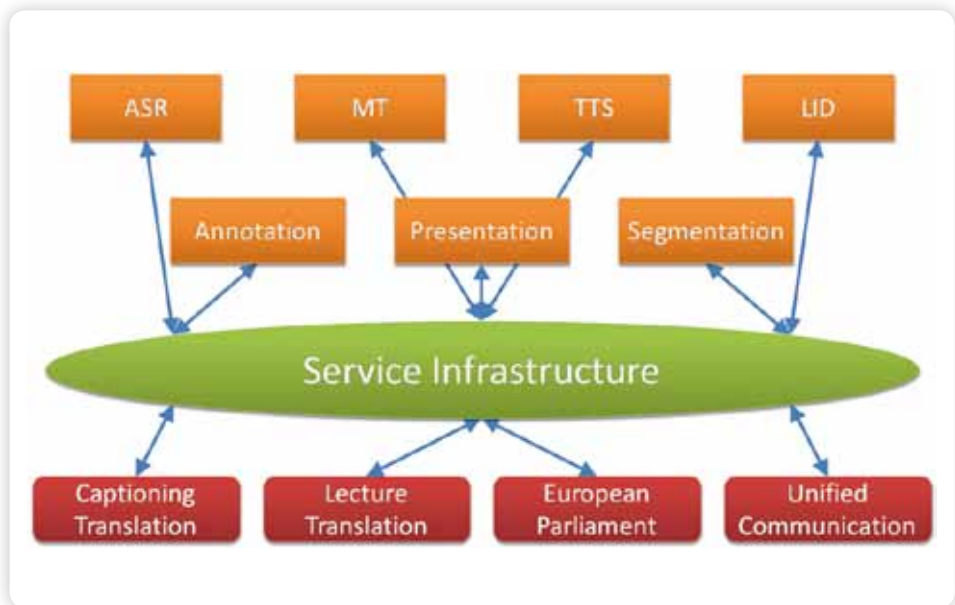 ASR
MT
TTS
LID
Annotation
Presentation
Segmentation
Service Infrastructure
Captioning
Translation
Lecture
Translation
European
Parliament
Unified
Communication